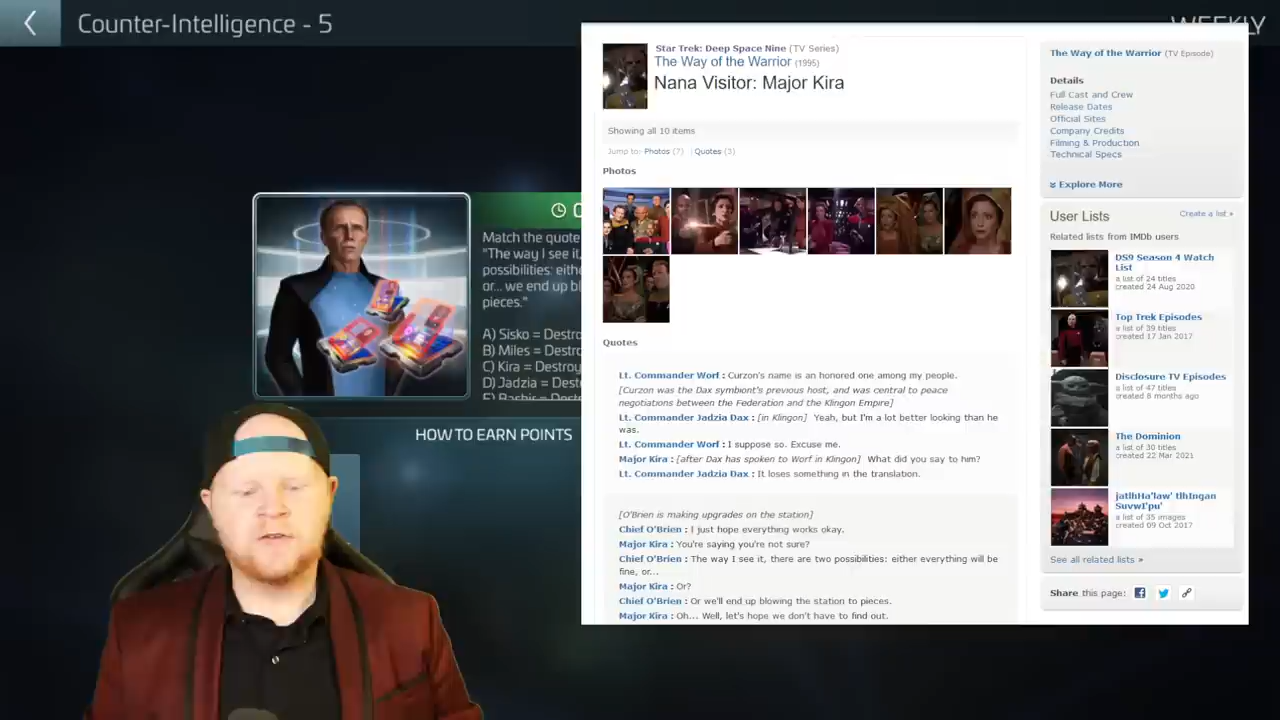 Counter-Intelligence - 5
WEEKLY
Match the quote
"The way I see it,
possibilities: eithe
or... we end up bl
pieces."
A) Sisko = Destro
B) Miles = Destro
C) Kira = Destroy
D) Jadzia = Dest
E) Bashir = Dest
HOW TO EARN POINTS
Star Trek: Deep Space Nine (TV Series)
The Way of the Warrior (1995)
Nana Visitor: Major Kira
Showing all 10 items
Jump to: Photos (7) | Quotes (3)
Photos
Quotes
Lt. Commander Worf : Curzon's name is an honored one among my people.
[Curzon was the Dax symbiont's previous host, and was central to peace
negotiations between the Federation and the Klingon Empire]
Lt. Commander Jadzia Dax : [in Klingon] Yeah, but I'm a lot better looking than he
was.
Lt. Commander Worf : I suppose so. Excuse me.
Major Kira : [after Dax has spoken to Worf in Klingon] What did you say to him?
Lt. Commander Jadzia Dax : It loses something in the translation.
[O'Brien is making upgrades on the station]
Chief O'Brien : I just hope everything works okay.
Major Kira : You're saying you're not sure?
Chief O'Brien : The way I see it, there are two possibilities: either everything will be
fine, or...
Major Kira : Or?
Chief O'Brien : Or we'll end up blowing the station to pieces.
Major Kira : Oh... Well, let's hope we don't have to find out.
The Way of the Warrior (TV Episode)
Details
Full Cast and Crew
Release Dates
Official Sites
Company Credits
Filming & Production
Technical Specs
Explore More
User Lists
Create a list »
Related lists from IMDb users
DS9 Season 4 Watch
List
a list of 24 titles
created 24 Aug 2020
Top Trek Episodes
a list of 39 titles
created 17 Jan 2017
Disclosure TV Episodes
a list of 47 titles
created 8 months ago
The Dominion
a list of 30 titles
created 22 Mar 2021
jatlhHa'law' tlhIngan
SuvwI'pu'
a list of 35 images
created 09 Oct 2017
See all related lists »
Share this page: